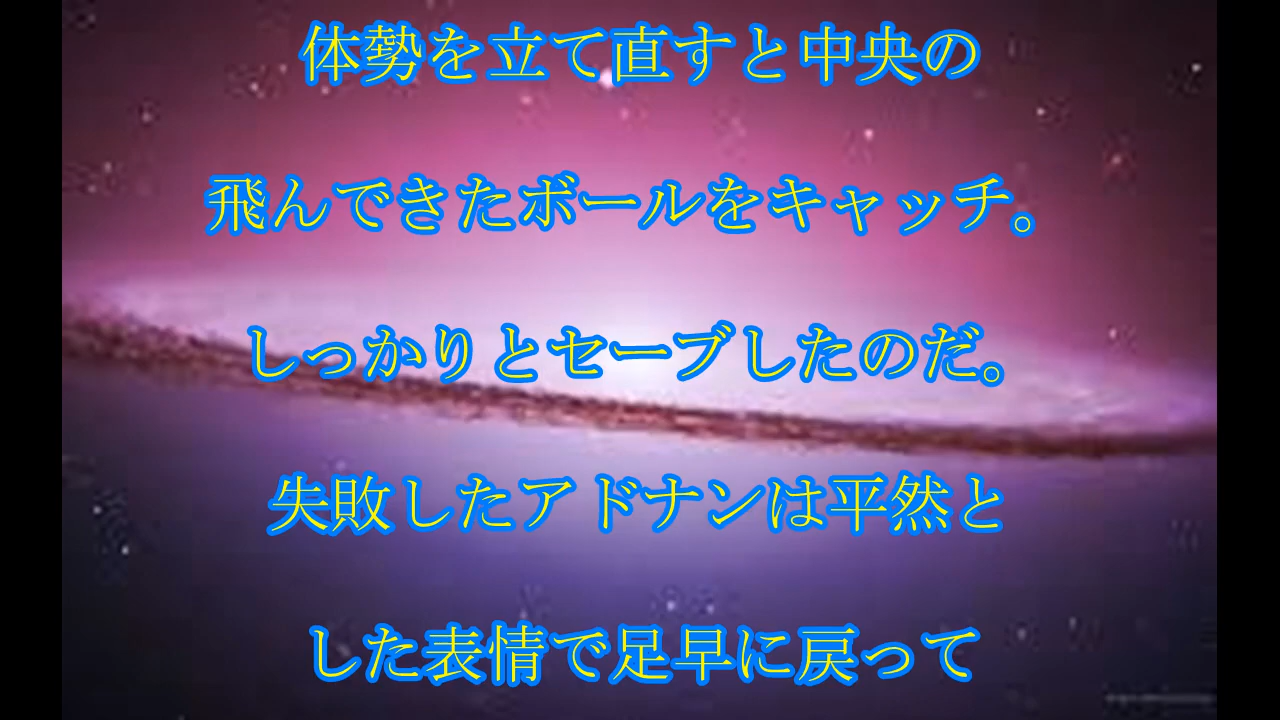 体勢を立て直すと中央の
飛んできたボールをキャッチ。
しっかりとセーブしたのだ。
失敗したアドナンは平然と
した表情で足早に戻って